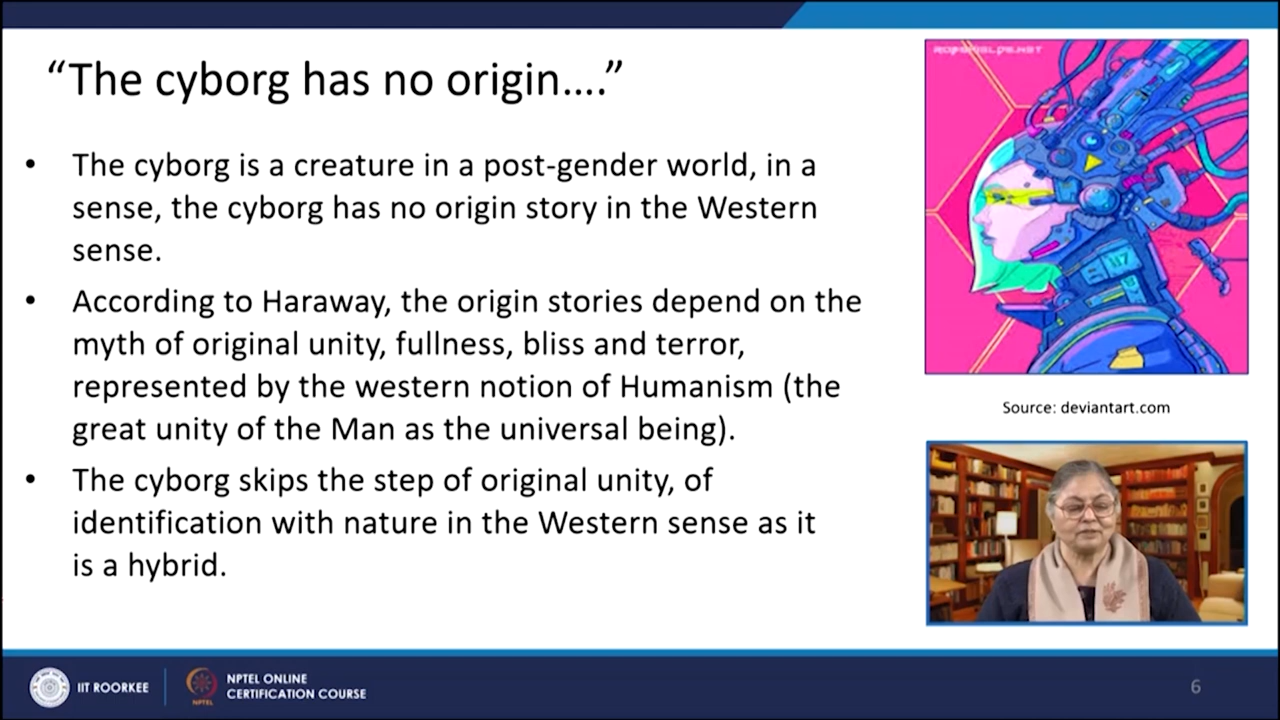 “The cyborg has no origin....”
• The cyborg is a creature in a post-gender world, in a
sense, the cyborg has no origin story in the Western
sense.
• According to Haraway, the origin stories depend on the
myth of original unity, fullness, bliss and terror,
represented by the western notion of Humanism (the
great unity of the Man as the universal being).
• The cyborg skips the step of original unity, of
identification with nature in the Western sense as it
is a hybrid.
Source: deviantart.com
IIT ROORKEE
NPTEL
NPTEL ONLINE
CERTIFICATION COURSE
6